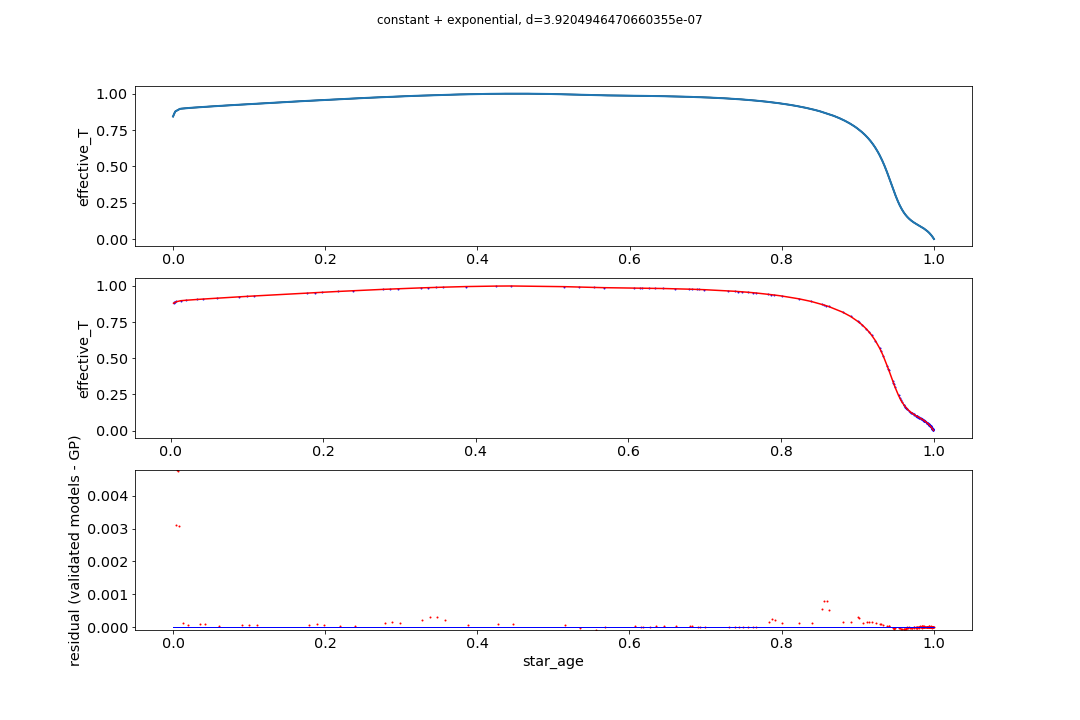 constant + exponential, d=3.9204946470660355e-07
effective_T
1.00
0.75
0.50
0.25
0.00
0.0 0.2 0.4 0.6 0.8 1.0
effective_T
1.00
0.75
0.50
0.25
0.00
0.0 0.2 0.4 0.6 0.8 1.0
residual (validated models - GP)
0.004
0.003
0.002
0.001
0.000
0.0 0.2 0.4 0.6 0.8 1.0
star_age